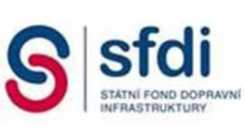 sfdi
STÁTNÍ FOND DOPRAVNÍ
INFRASTRUKTURY